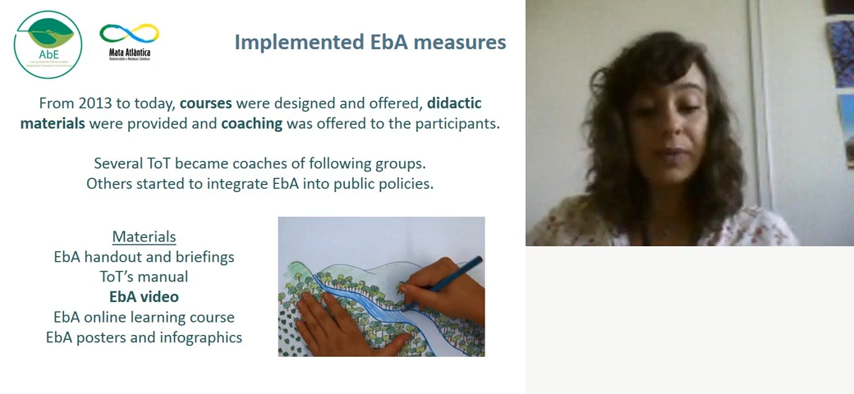 AbE
Mata Atlântica
Biodiversidade e Mudanças Climáticas
Implemented EbA measures
From 2013 to today, courses were designed and offered, didactic
materials were provided and coaching was offered to the participants.
Several ToT became coaches of following groups.
Others started to integrate EbA into public policies.
Materials
EbA handout and briefings
ToT's manual
EbA video
EbA online learning course
EbA posters and infographics